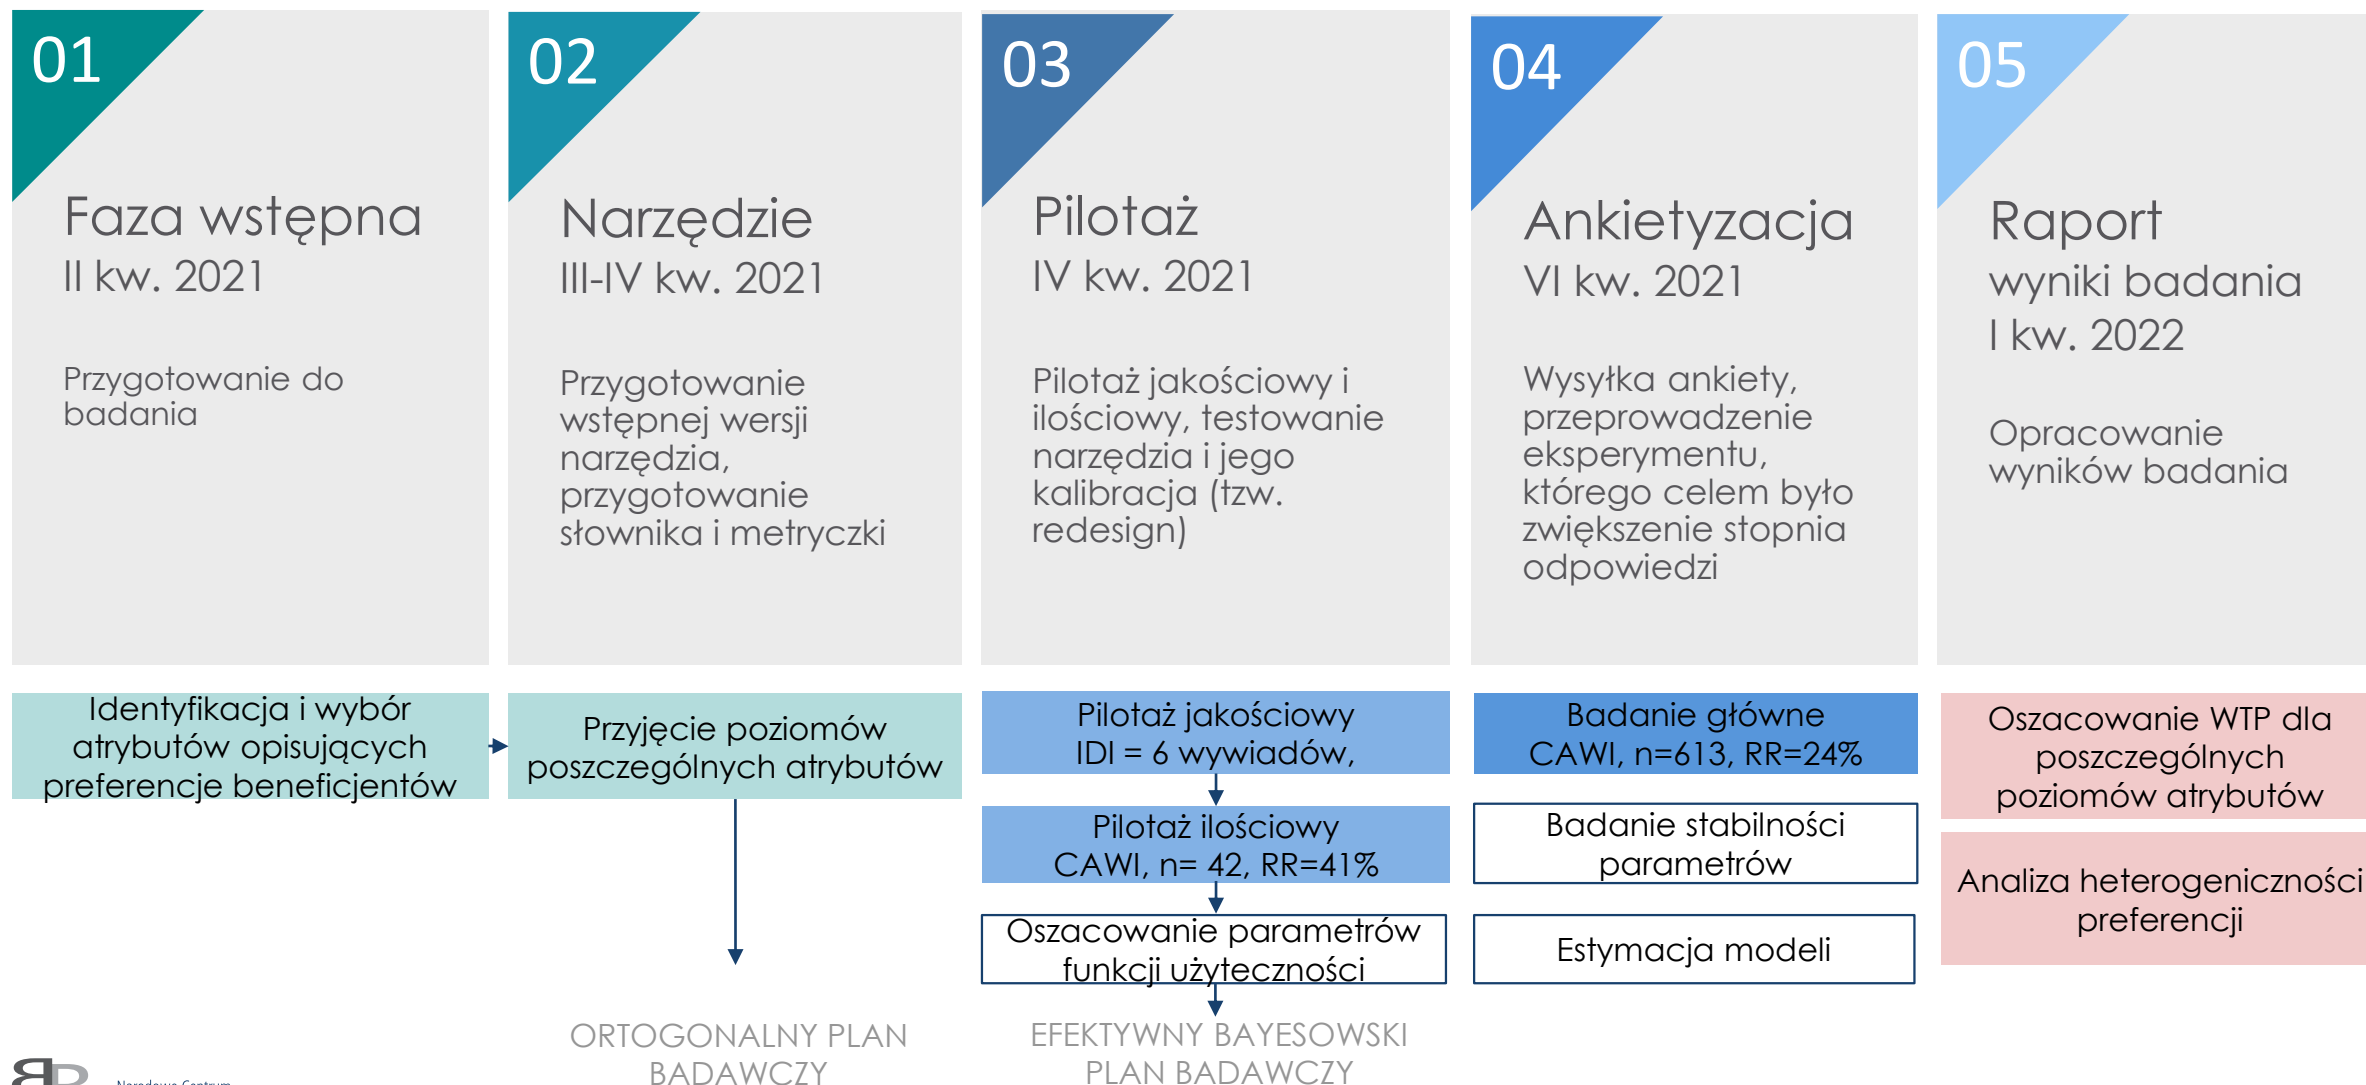 01
Faza wstępna
II kw. 2021
Przygotowanie do
badania
02
Narzędzie
III-IV kw. 2021
Przygotowanie
wstępnej wersji
narzędzia,
przygotowanie
słownika i metryczki
03
Pilotaż
IV kw. 2021
Pilotaż jakościowy i
ilościowy, testowanie
narzędzia i jego
kalibracja (tzw.
redesign)
04
Ankietyzacja
VI kw. 2021
Wysyłka ankiety,
przeprowadzenie
eksperymentu,
którego celem było
zwiększenie stopnia
odpowiedzi
05
Raport
wyniki badania
I kw. 2022
Opracowanie
wyników badania
Identyfikacja i wybór
atrybutów opisujących
preferencje beneficjentów
Przyjęcie poziomów
poszczególnych atrybutów
ORTOGONALNY PLAN
BADAWCZY
Pilotaż jakościowy
IDI = 6 wywiadów,
Pilotaż ilościowy
CAWI, n= 42, RR=41%
Oszacowanie parametrów
funkcji użyteczności
EFEKTYWNY BAYESOWSKI
PLAN BADAWCZY
Badanie główne
CAWI, n=613, RR=24%
Badanie stabilności
parametrów
Estymacja modeli
Oszacowanie WTP dla
poszczególnych
poziomów atrybutów
Analiza heterogeniczności
preferencji
Narodowe Centrum